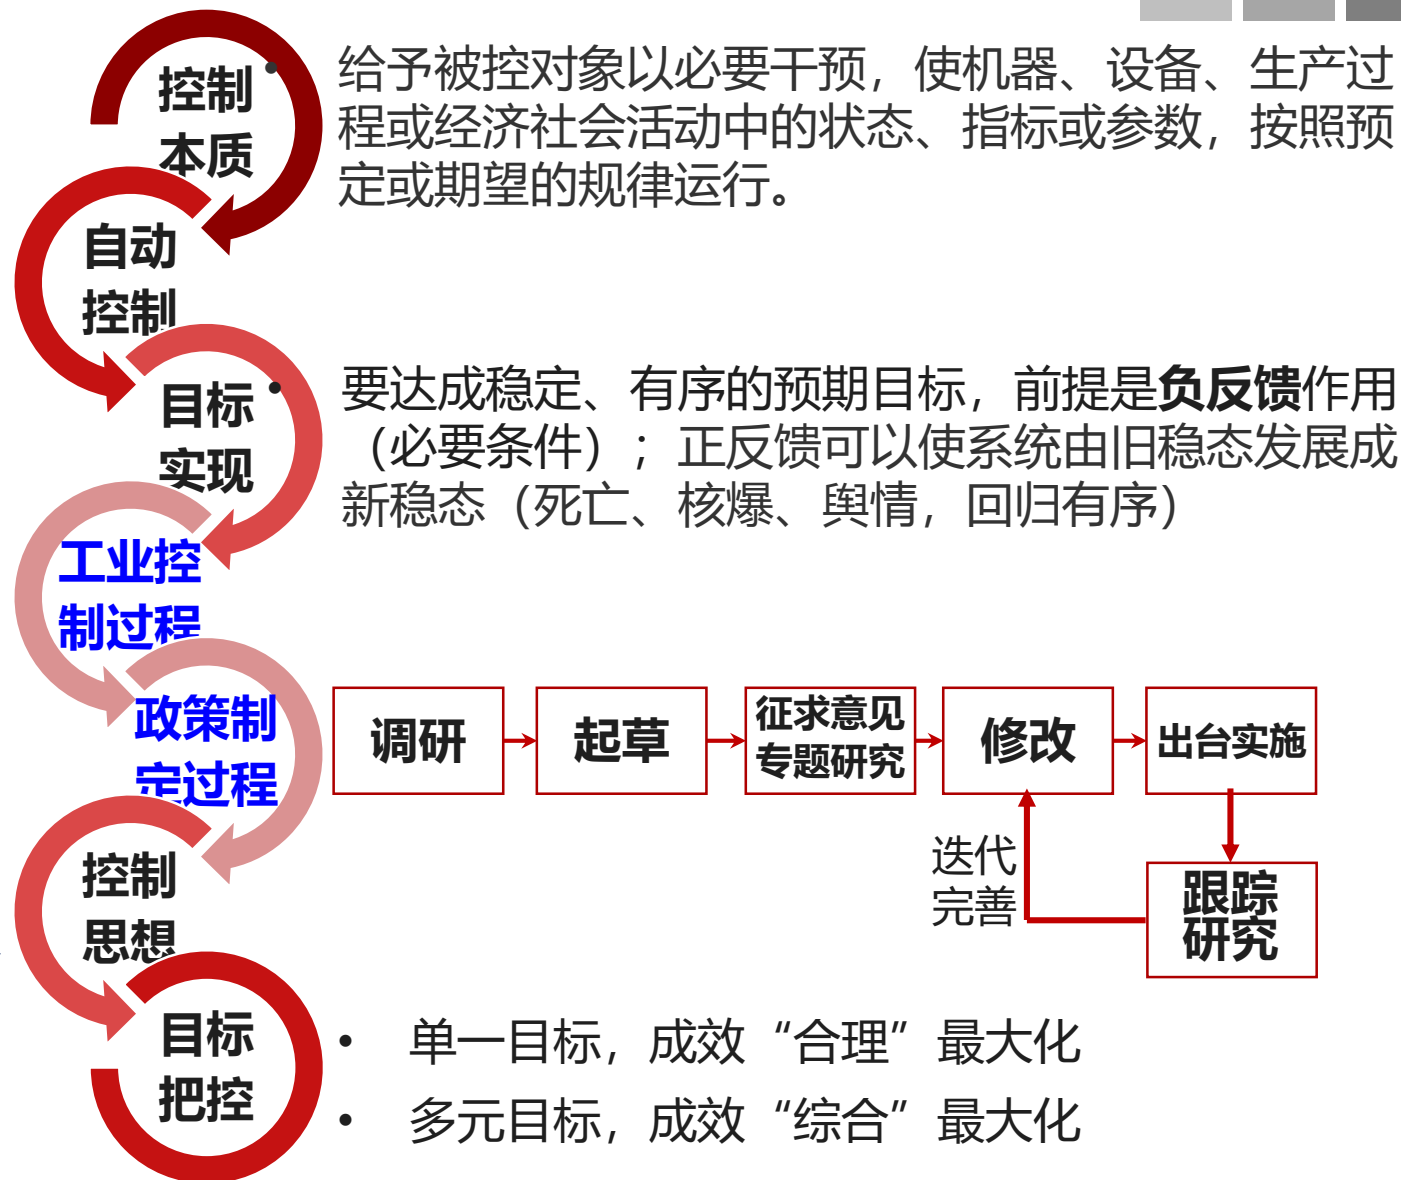 控制
本质
• 给予被控对象以必要干预，使机器、设备、生产过
程或经济社会活动中的状态、指标或参数，按照预
定或期望的规律运行。
自动
控制
目标
实现
• 要达成稳定、有序的预期目标，前提是负反馈作用
（必要条件）；正反馈可以使系统由旧稳态发展成
新稳态（死亡、核爆、舆情，回归有序）
工业控
制过程
政策制
定过程
调研
起草
征求意见
专题研究
修改
出台实施
迭代
完善
跟踪
研究
控制
思想
目标
把控
• 单一目标，成效“合理”最大化
• 多元目标，成效“综合”最大化